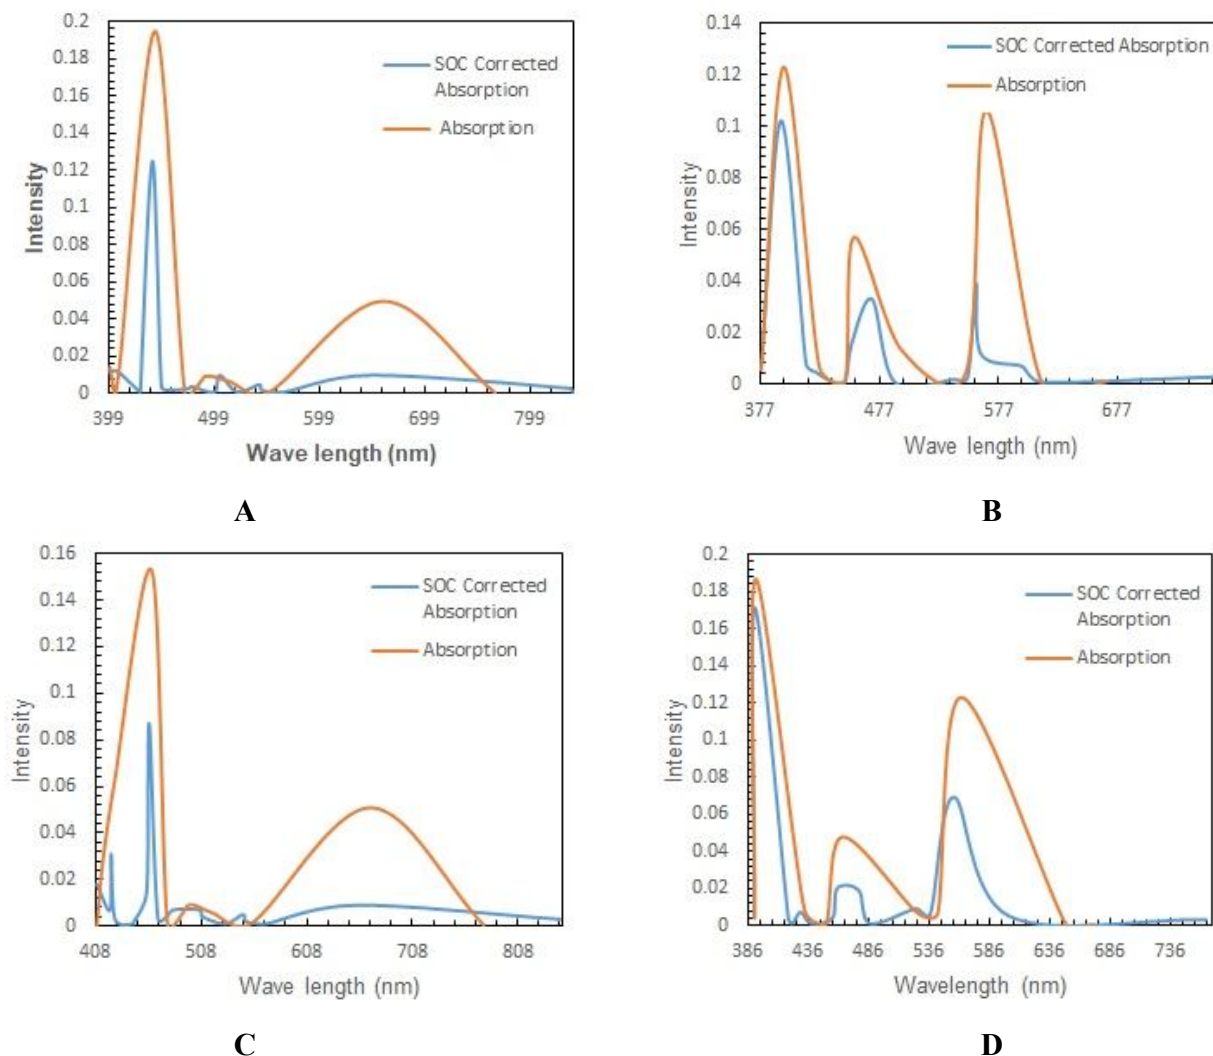 0.2
0.18
0.16
0.14
0.12
0.1
0.08
0.06
0.04
0.02
0
Intensity
SOC Corrected
Absorption
Absorption
399 499 599 699 799
Wave length (nm)
A
0.14
0.12
0.1
0.08
0.06
0.04
0.02
0
Intensity
SOC Corrected Absorption
Absorption
377 477 577 677
Wave length (nm)
B
0.16
0.14
0.12
0.1
0.08
0.06
0.04
0.02
0
Intensity
SOC Corrected
Absorption
Absorption
408 508 608 708 808
Wave length (nm)
C
0.2
0.18
0.16
0.14
0.12
0.1
0.08
0.06
0.04
0.02
0
Intensity
SOC Corrected
Absorption
Absorption
386 436 486 536 586 636 686 736
Wavelength (nm)
D